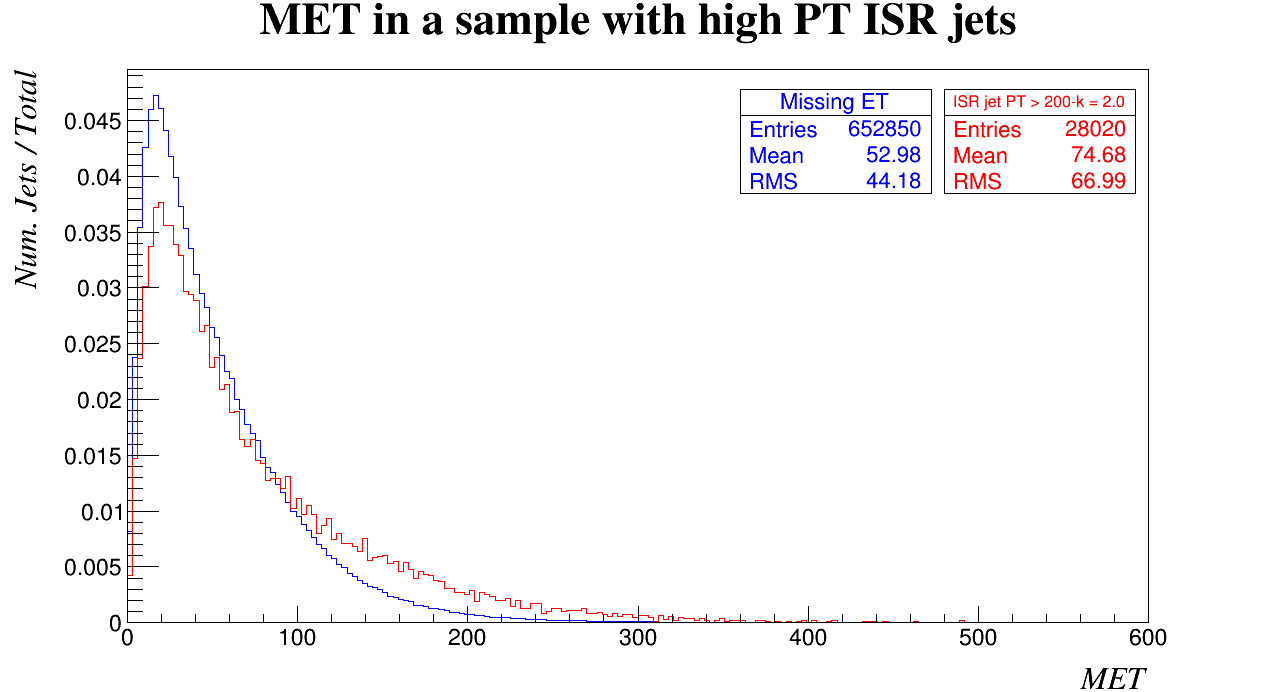 MET in a sample with high PT ISR jets
Num. Jets / Total
Missing ET
Entries 652850
Mean 52.98
RMS 44.18
ISR jet PT > 200-k = 2.0
Entries 28020
Mean 74.68
RMS 66.99
0.045
0.04
0.035
0.03
0.025
0.02
0.015
0.01
0.005
0
0 100 200 300 400 500 600
MET